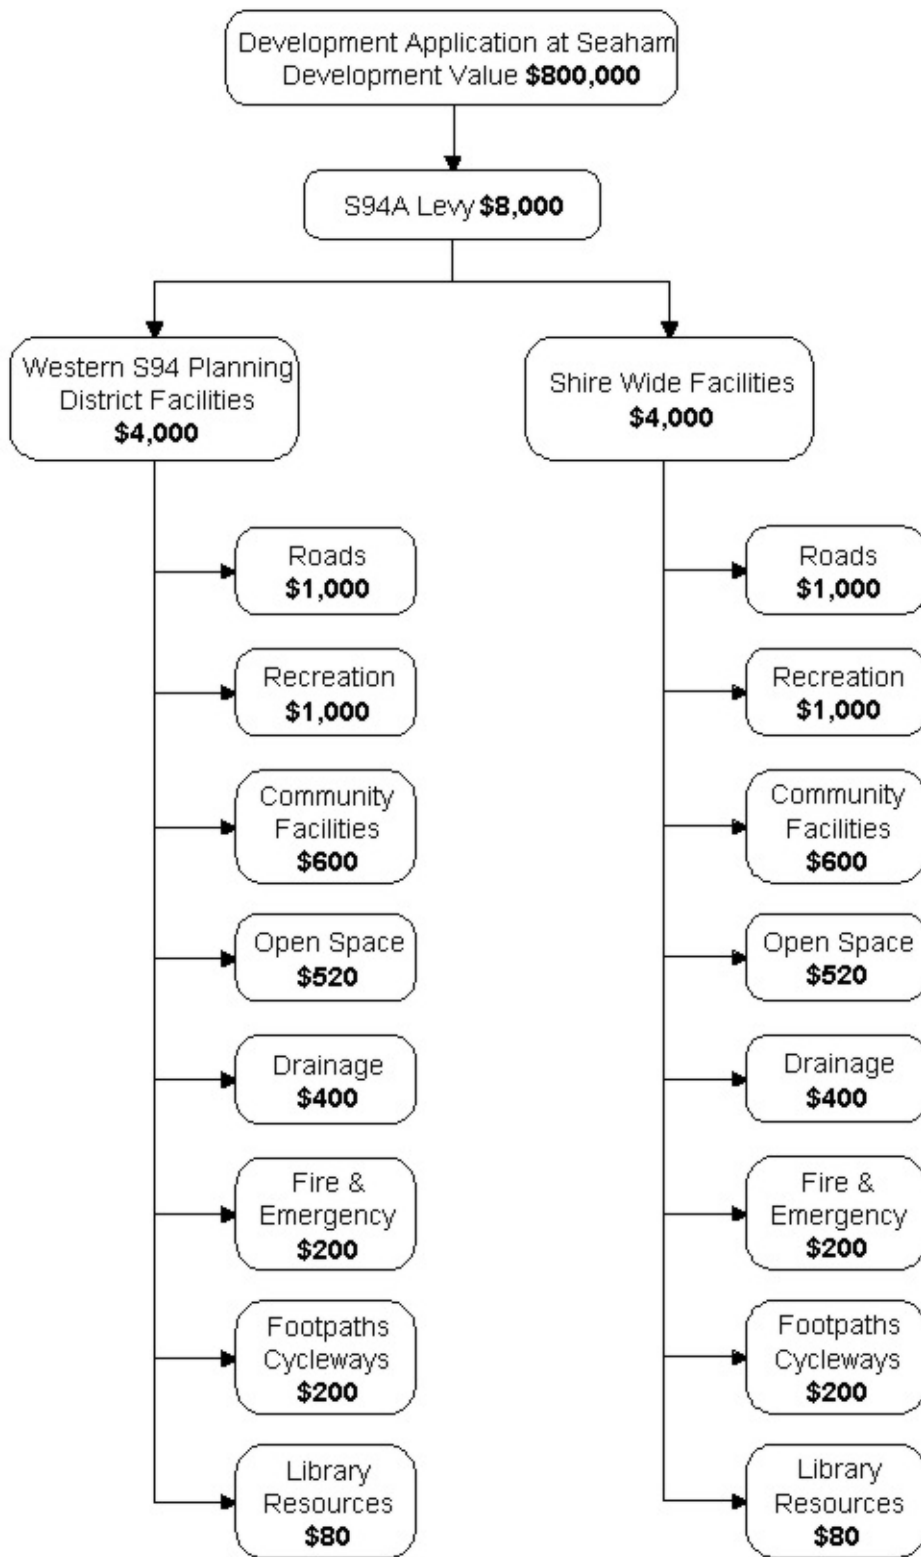 Development Application at Seaham
Development Value $800,000
S94A Levy $8,000
Western S94 Planning
District Facilities
$4,000
Shire Wide Facilities
$4,000
Roads
$1,000
Recreation
$1,000
Community
Facilities
$600
Open Space
$520
Drainage
$400
Fire &
Emergency
$200
Footpaths
Cycleways
$200
Library
Resources
$80
Roads
$1,000
Recreation
$1,000
Community
Facilities
$600
Open Space
$520
Drainage
$400
Fire &
Emergency
$200
Footpaths
Cycleways
$200
Library
Resources
$80